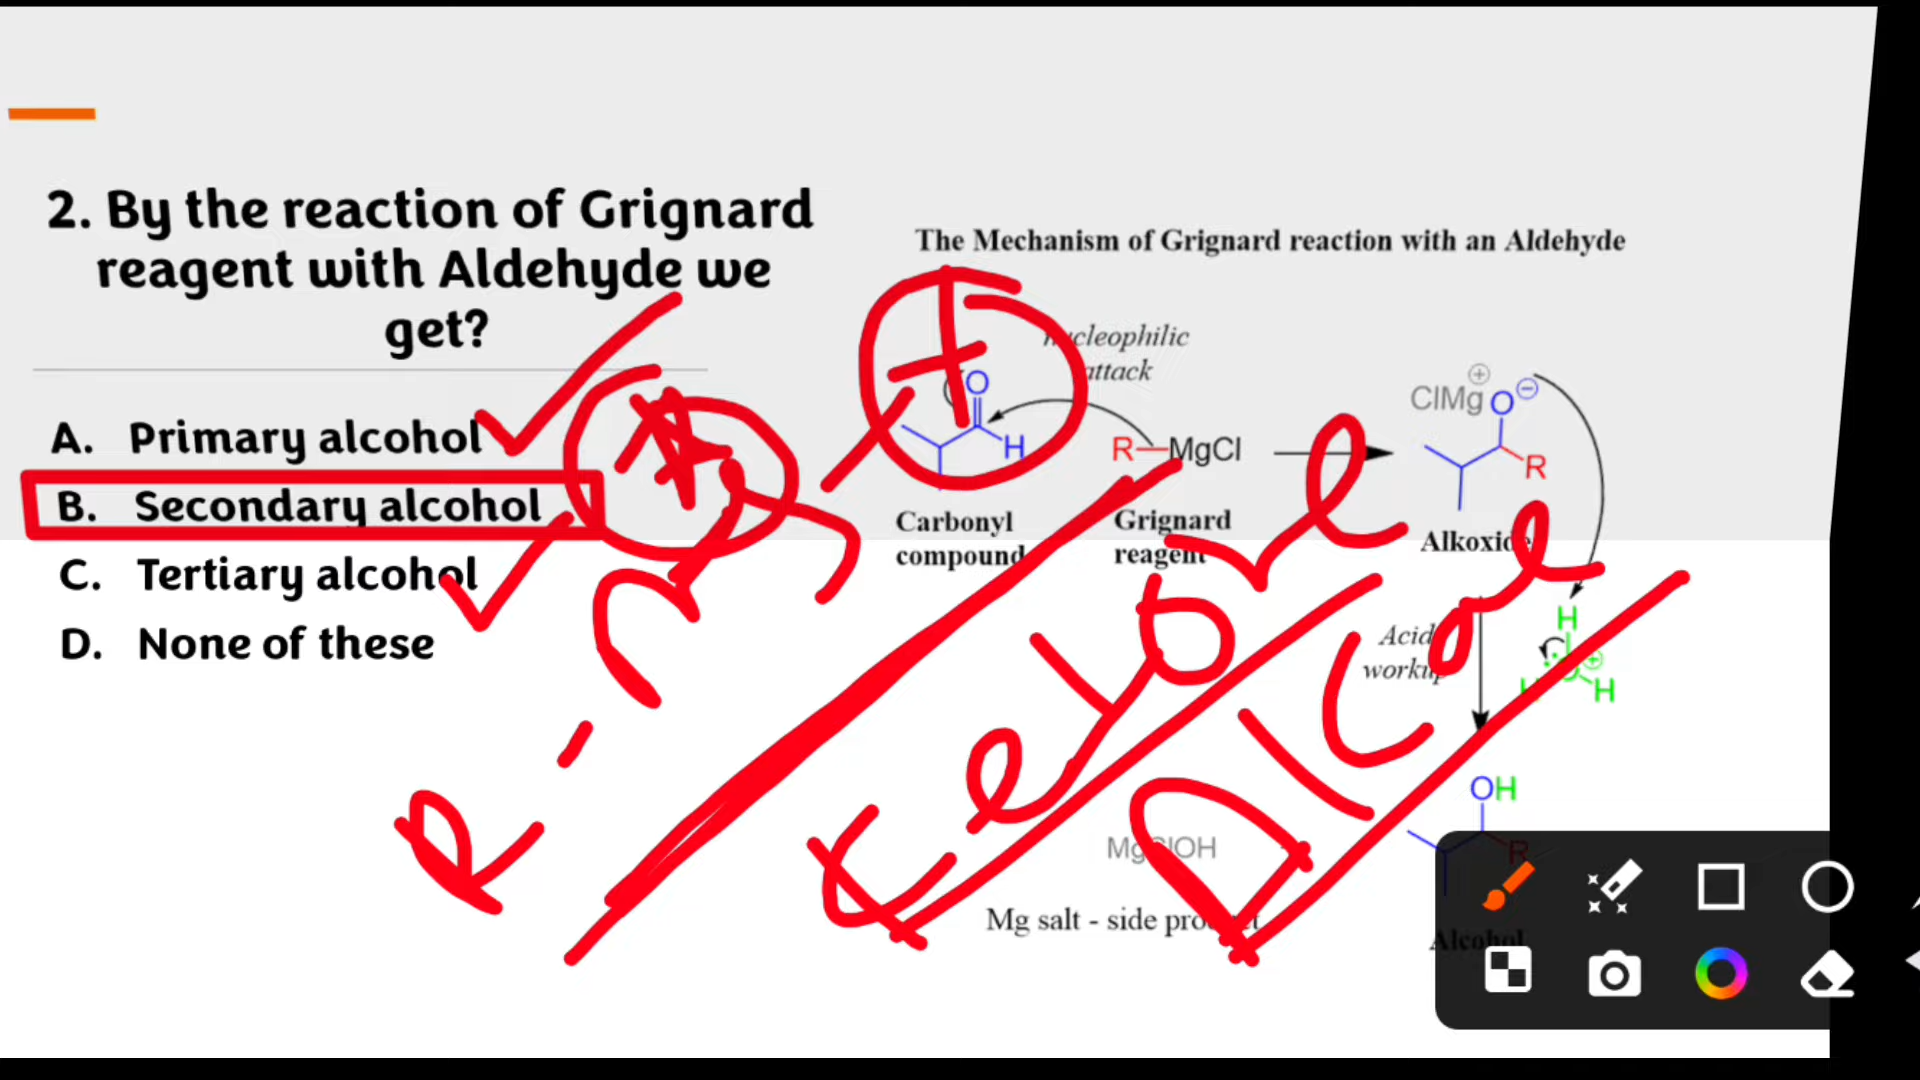 2. By the reaction of Grignard
reagent with Aldehyde we
get?
A. Primary alcohol
B. Secondary alcohol
C. Tertiary alcohol
D. None of these
The Mechanism of Grignard reaction with an Aldehyde
nucleophilic
attack
O
H
R—MgCl
ClMg
O
R
Carbonyl
compound
Grignard
reagent
Alkoxide
Acid
H
H
H
OH
R
Mg salt - side product
Alcohol